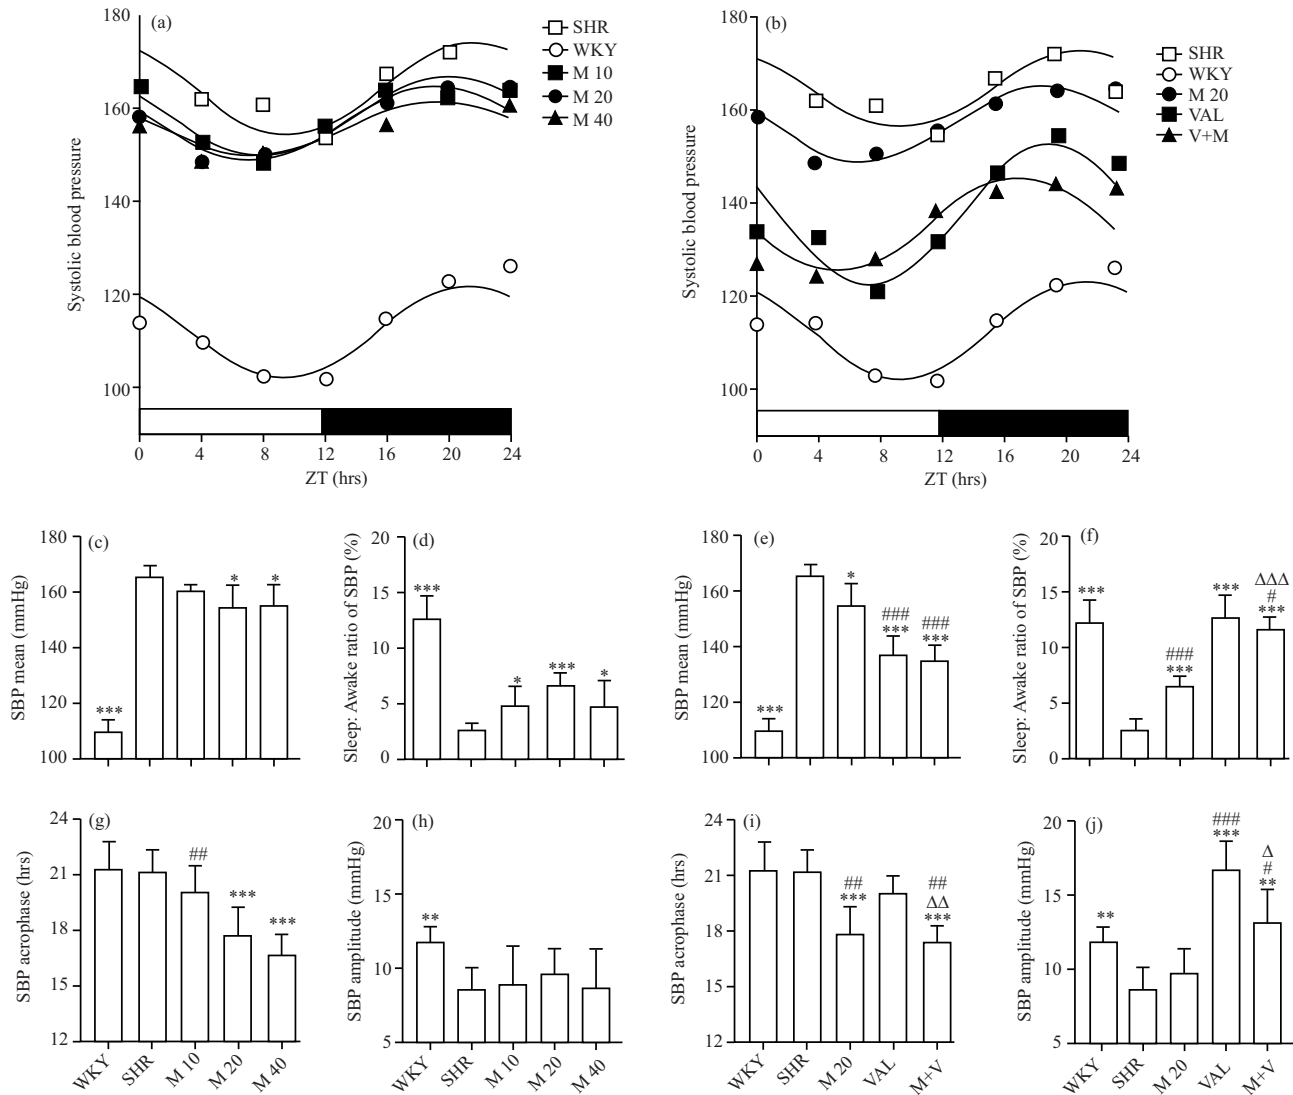 (a)
180
160
140
120
100
Systolic blood pressure
0
4
8
12
16
20
24
ZT (hrs)
SHR
WKY
M 10
M 20
M 40
(b)
180
160
140
120
100
Systolic blood pressure
0
4
8
12
16
20
24
ZT (hrs)
SHR
WKY
M 20
VAL
V+M
(c)
180
160
140
120
100
SBP mean (mmHg)
***
*
*
(d)
20
15
10
5
0
Sleep: Awake ratio of SBP (%)
***
*
***
*
(e)
180
160
140
120
100
SBP mean (mmHg)
***
*
###
***
###
***
(f)
20
15
10
5
0
Sleep: Awake ratio of SBP (%)
***
###
***
***
ΔΔΔ
#
***
(g)
24
21
18
15
12
SBP acrophase (hrs)
##
***
***
WKY
SHR
M 10
M 20
M 40
(h)
20
15
10
5
SBP amplitude (mmHg)
**
WKY
SHR
M 10
M 20
M 40
(i)
24
21
18
15
12
SBP acrophase (hrs)
##
***
##
ΔΔ
***
WKY
SHR
M 20
VAL
M+V
(j)
20
15
10
5
SBP amplitude (mmHg)
**
###
***
Δ
#
**
WKY
SHR
M 20
VAL
M+V